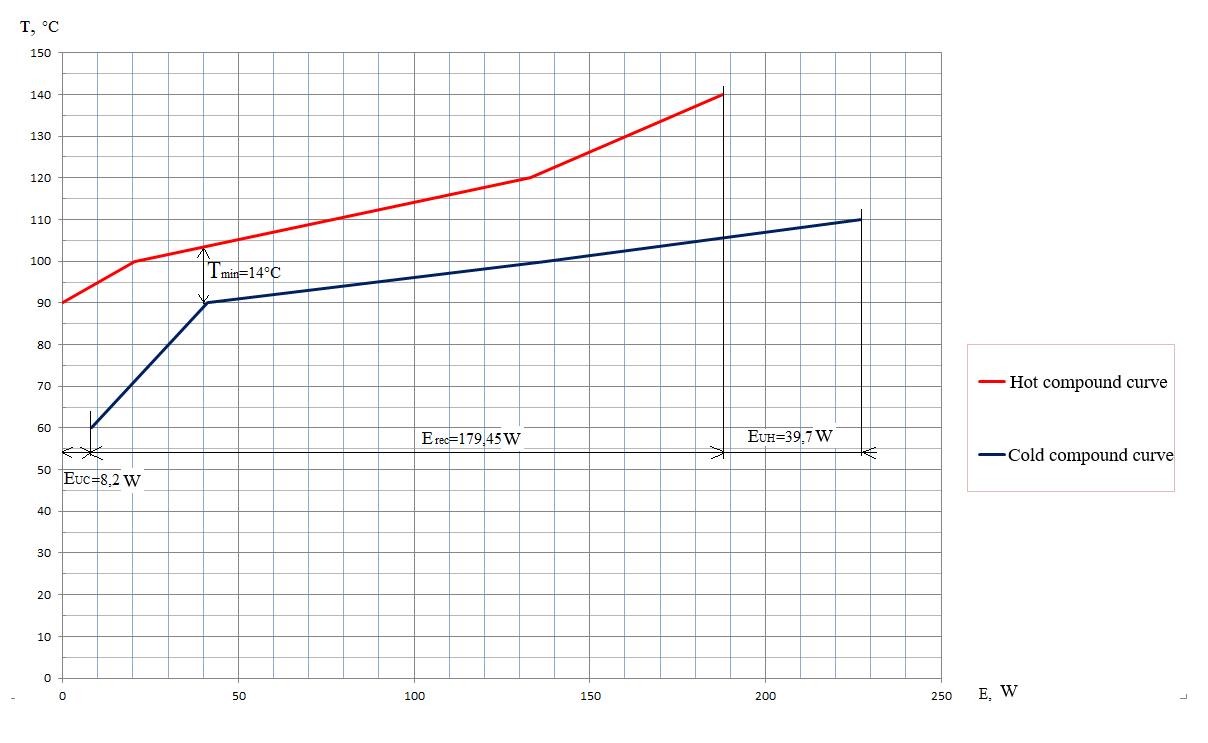 T, °C
150
140
130
120
110
100
90
80
70
60
50
40
30
20
10
0
Tmin=14°C
Erec=179,45 W
EUH=39,7 W
EUC=8,2 W
0 50 100 150 200 250
E, W
Hot compound curve
Cold compound curve